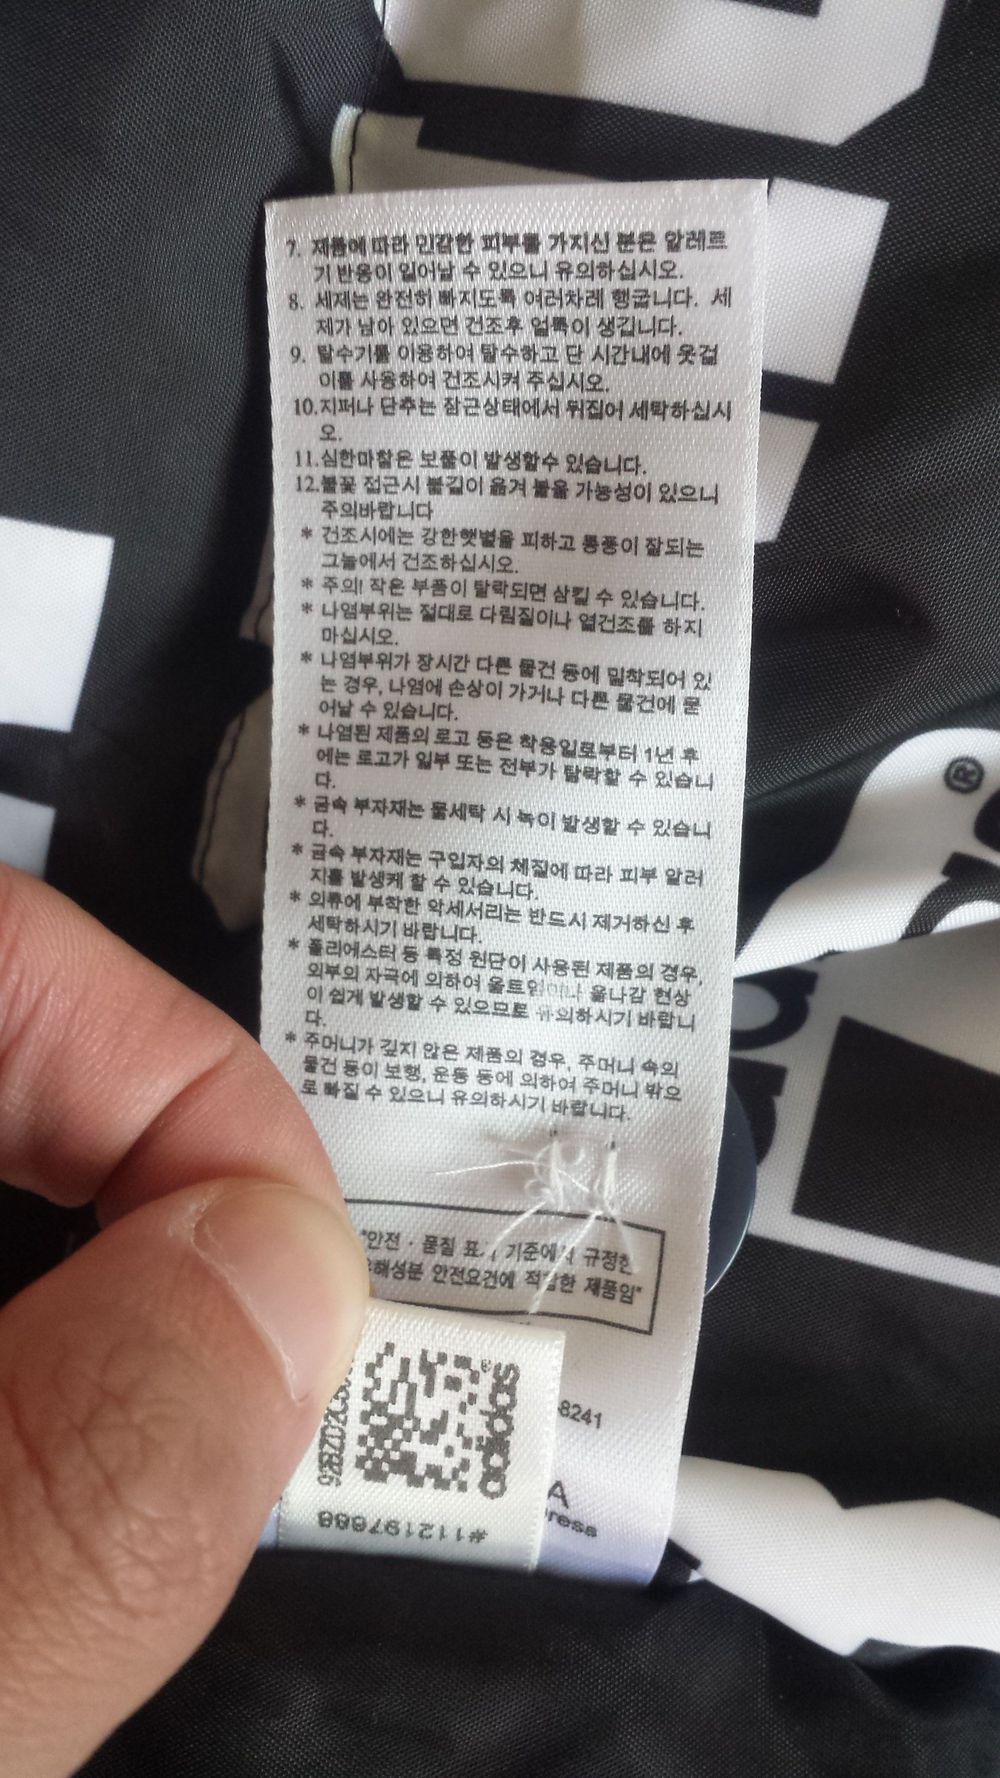 7. 제품에 따라 민감한 피부를 가지신 분은 알레르
기 반응이 일어날 수 있으니 유의하십시오.
8. 세제는 완전히 빠지도록 여러차례 헹굽니다. 세
제가 남아 있으면 건조후 얼룩이 생깁니다.
9. 탈수기를 이용하여 탈수하고 단 시간내에 옷걸
이를 사용하여 건조시켜 주십시오.
10.지퍼나 단추는 잠근상태에서 뒤집어 세탁하십시
오.
11.심한마찰은 보풀이 발생할수 있습니다.
12.불꽃 접근시 불길이 옮겨 붙을 가능성이 있으니
주의바랍니다
* 건조시에는 강한햇볕을 피하고 통풍이 잘되는
그늘에서 건조하십시오.
* 주의! 작은 부품이 탈락되면 삼킬 수 있습니다.
* 나염부위는 절대로 다림질이나 열건조를 하지
마십시오.
* 나염부위가 장시간 다른 물건 등에 밀착되어 있
는 경우, 나염에 손상이 가거나 다른 물건에 묻
어날 수 있습니다.
* 나염된 제품의 로고 등은 착용일로부터 1년 후
에는 로고가 일부 또는 전부가 탈락할 수 있습니
다.
* 금속 부자재는 물세탁 시 녹이 발생할 수 있습니
다.
* 금속 부자재는 구입자의 체질에 따라 피부 알러
지를 발생케 할 수 있습니다.
* 의류에 부착한 악세서리는 반드시 제거하신 후
세탁하시기 바랍니다.
* 폴리에스터 등 특정 원단이 사용된 제품의 경우,
외부의 자극에 의하여 올트임이나 올나감 현상
이 쉽게 발생할 수 있으므로 유의하시기 바랍니
다.
* 주머니가 깊지 않은 제품의 경우, 주머니 속의
물건 등이 보행, 운동 등에 의하여 주머니 밖으
로 빠질 수 있으니 유의하시기 바랍니다.
"안전 · 품질 표시 기준에서 규정한
유해성분 안전요건에 적합한 제품임"
-8241
A
ress
adidas
#112197888
®